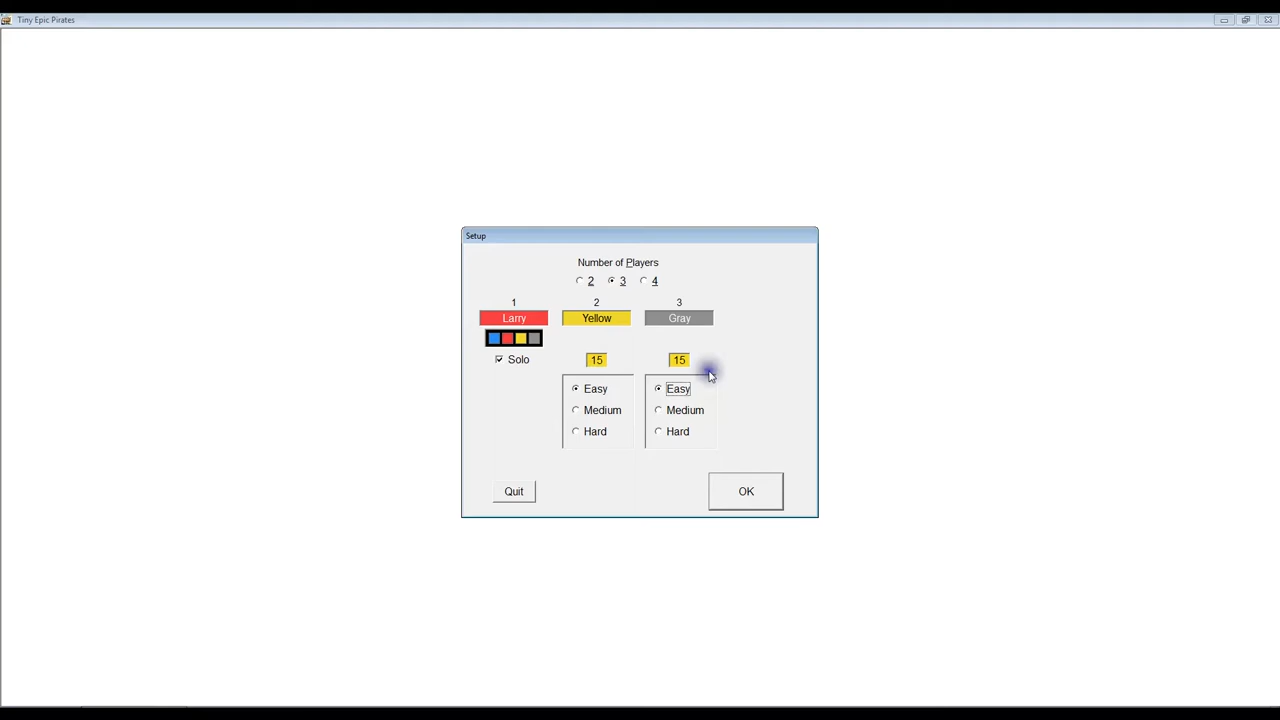 Tiny Epic Pirates
Setup
Number of Players
2 3 4
1 2 3
Larry Yellow Gray
Solo 15 15
Easy Easy
Medium Medium
Hard Hard
Quit OK